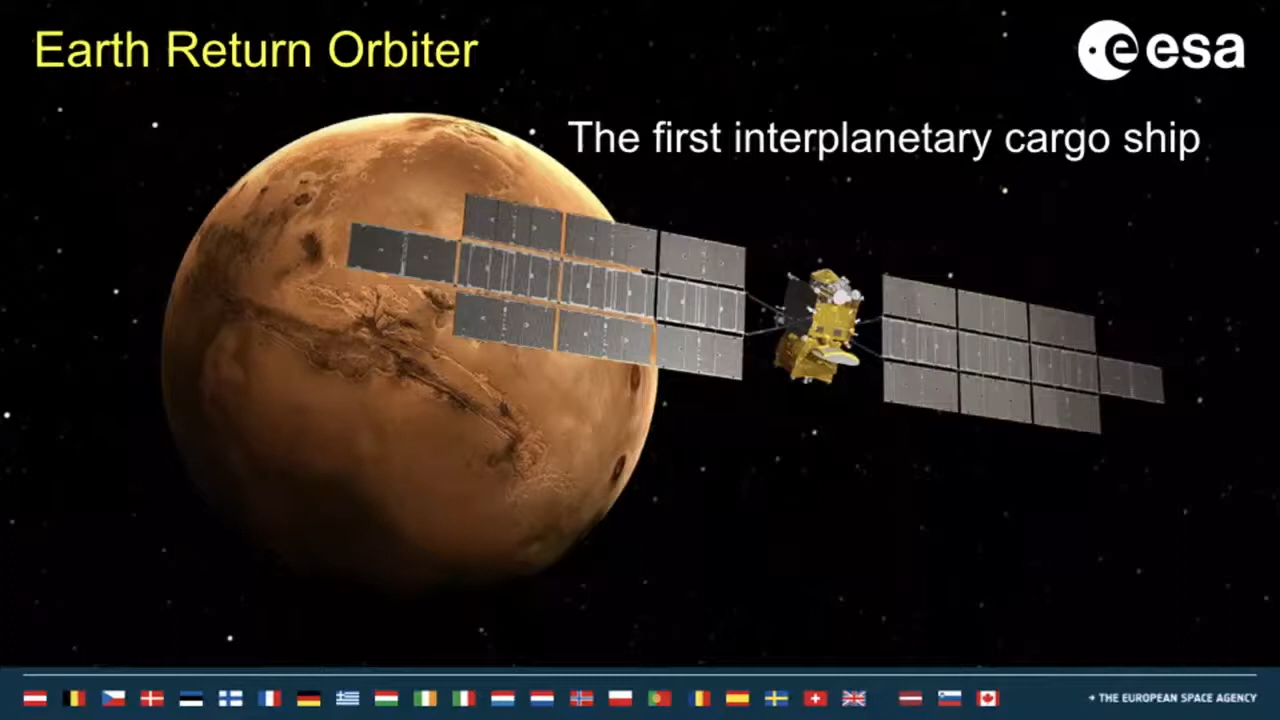 Earth Return Orbiter
esa
The first interplanetary cargo ship
→ THE EUROPEAN SPACE AGENCY